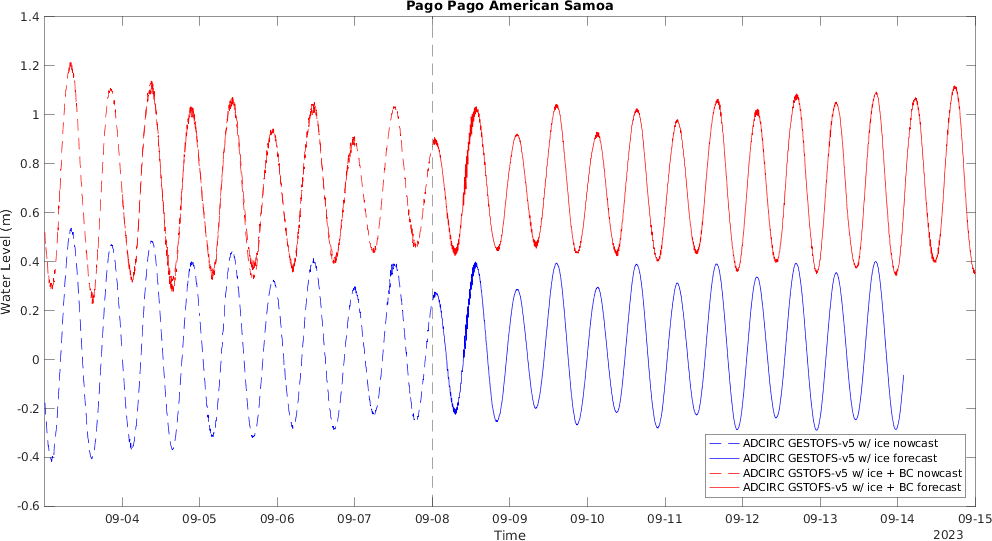 Pago Pago American Samoa
1.4
1.2
1
0.8
0.6
0.4
0.2
0
-0.2
-0.4
-0.6
Water Level (m)
ADCIRC GESTOFS-v5 w/ ice nowcast
ADCIRC GESTOFS-v5 w/ ice forecast
ADCIRC GSTOFS-v5 w/ ice + BC nowcast
ADCIRC GSTOFS-v5 w/ ice + BC forecast
09-04 09-05 09-06 09-07 09-08 09-09 09-10 09-11 09-12 09-13 09-14 09-15
Time
2023